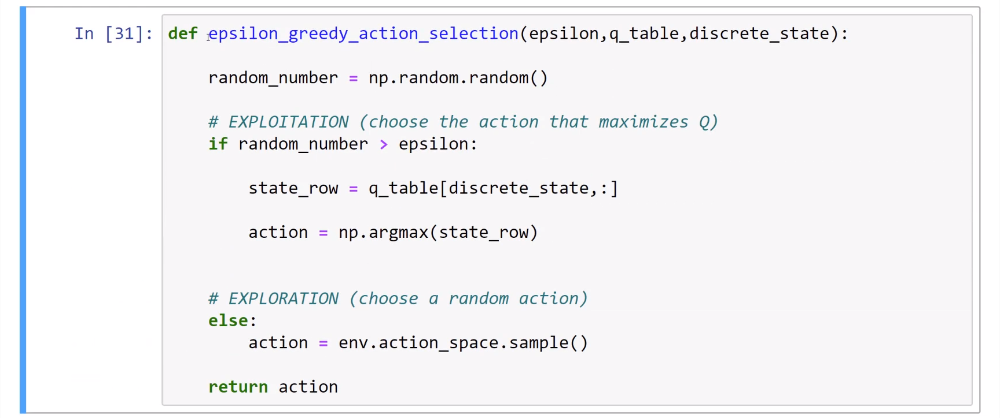 In [31]: def epsilon_greedy_action_selection(epsilon,q_table,discrete_state):
random_number = np.random.random()
# EXPLOITATION (choose the action that maximizes Q)
if random_number > epsilon:
state_row = q_table[discrete_state,:]
action = np.argmax(state_row)
# EXPLORATION (choose a random action)
else:
action = env.action_space.sample()
return action